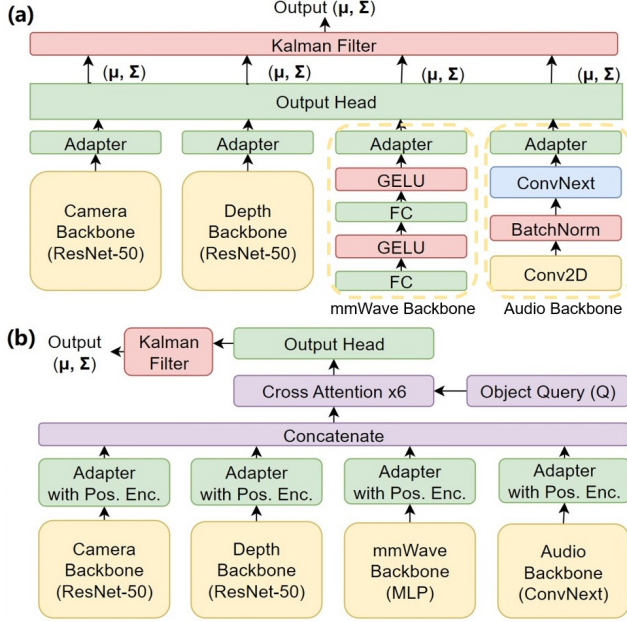 (a)
Output (μ, Σ)
Kalman Filter
(μ, Σ) (μ, Σ) (μ, Σ) (μ, Σ)
Output Head
Adapter Adapter Adapter Adapter
Camera
Backbone
(ResNet-50)
Depth
Backbone
(ResNet-50)
GELU
FC
GELU
FC
mmWave Backbone
ConvNext
BatchNorm
Conv2D
Audio Backbone
(b)
Output
(μ, Σ)
Kalman
Filter
Output Head
Cross Attention x6
Object Query (Q)
Concatenate
Adapter
with Pos. Enc.
Adapter
with Pos. Enc.
Adapter
with Pos. Enc.
Adapter
with Pos. Enc.
Camera
Backbone
(ResNet-50)
Depth
Backbone
(ResNet-50)
mmWave
Backbone
(MLP)
Audio
Backbone
(ConvNext)